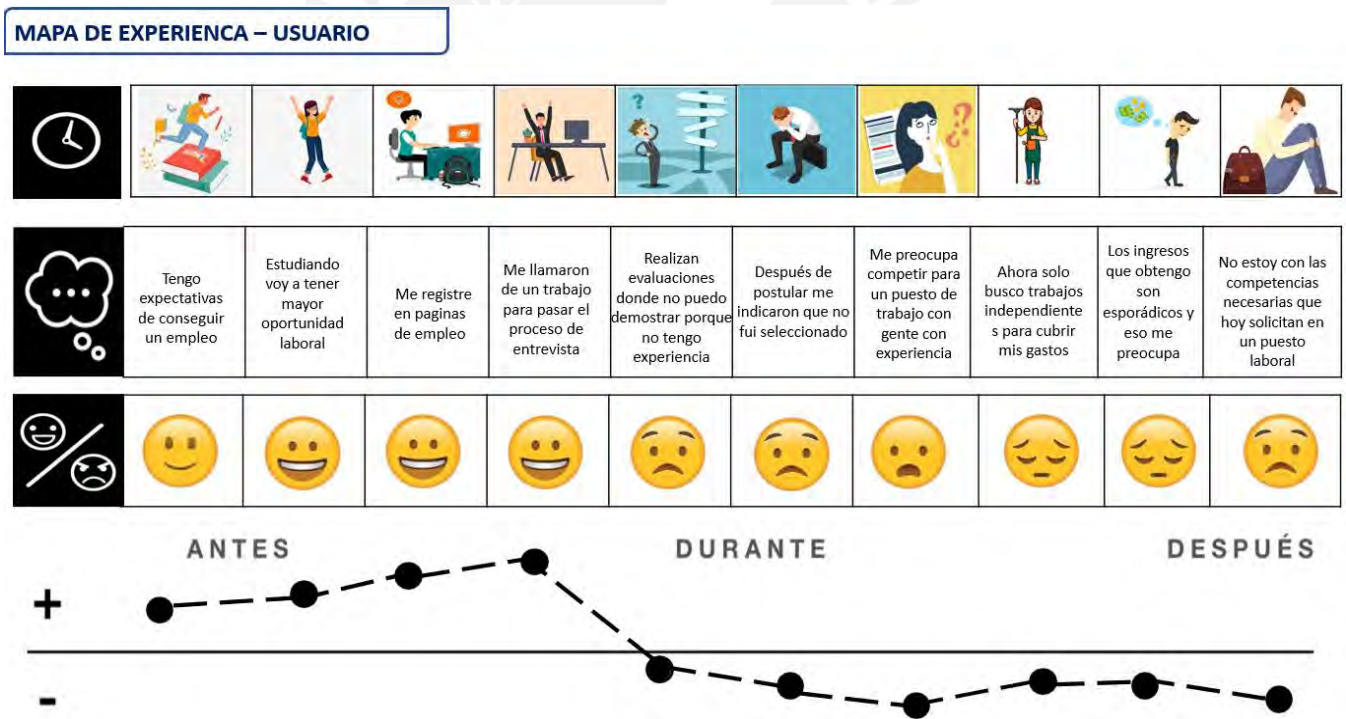 MAPA DE EXPERIENCA – USUARIO
Tengo
expectativas
de conseguir
un empleo
Estudiando
voy a tener
mayor
oportunidad
laboral
Me registre
en paginas
de empleo
Me llamaron
de un trabajo
para pasar el
proceso de
entrevista
Realizan
evaluaciones
donde no puedo
demostrar porque
no tengo
experiencia
Después de
postular me
indicaron que no
fui seleccionado
Me preocupa
competir para
un puesto de
trabajo con
gente con
experiencia
Ahora solo
busco trabajos
independiente
s para cubrir
mis gastos
Los ingresos
que obtengo
son
esporádicos y
eso me
preocupa
No estoy con las
competencias
necesarias que
hoy solicitan en
un puesto
laboral
ANTES
DURANTE
DESPUÉS
+
-